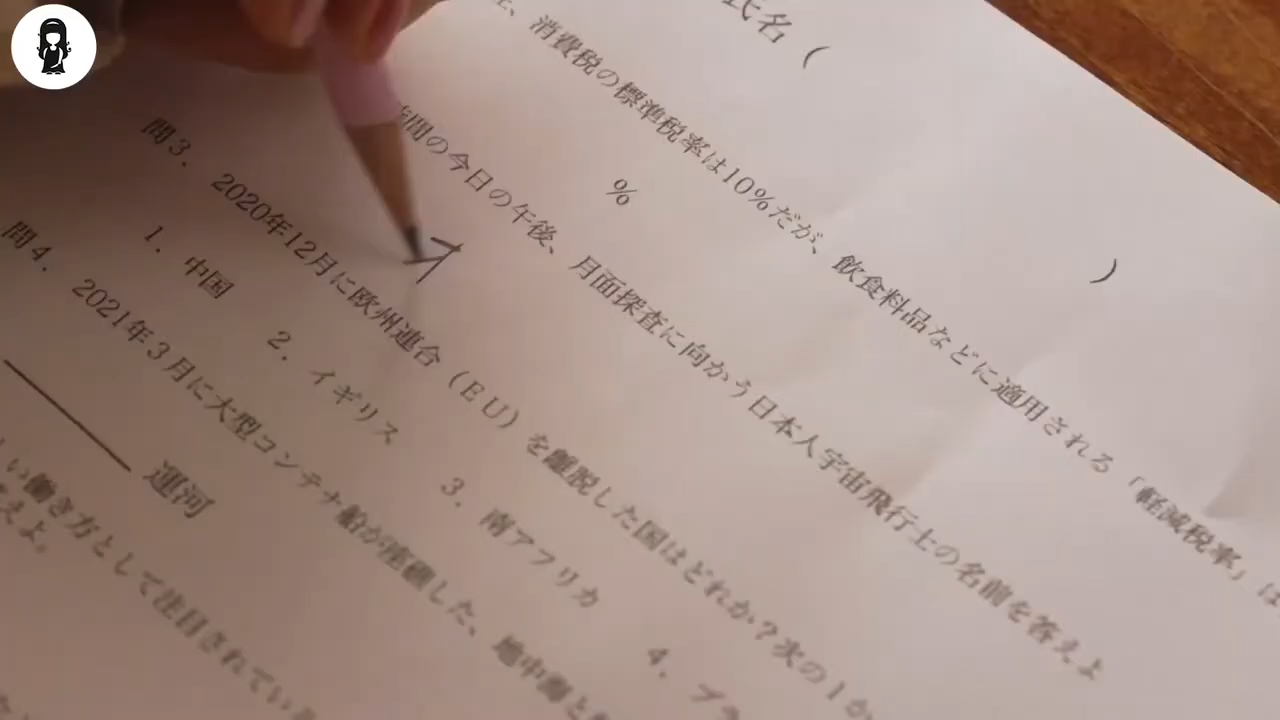 氏名（　　　　）
、消費税の標準税率は10％だが、飲食料品などに適用される「軽減税率」は
％
時間の今日の午後、月面探査に向かう日本人宇宙飛行士の名前を答えよ
オ
問３．2020年12月に欧州連合（ＥＵ）を離脱した国はどれか？次の１か
１．中国　２．イギリス　３．南アフリカ　４．ブラ
問４．2021年３月に大型コンテナ船が座礁した、地中海と
運河
い働き方として注目されてい
えよ。